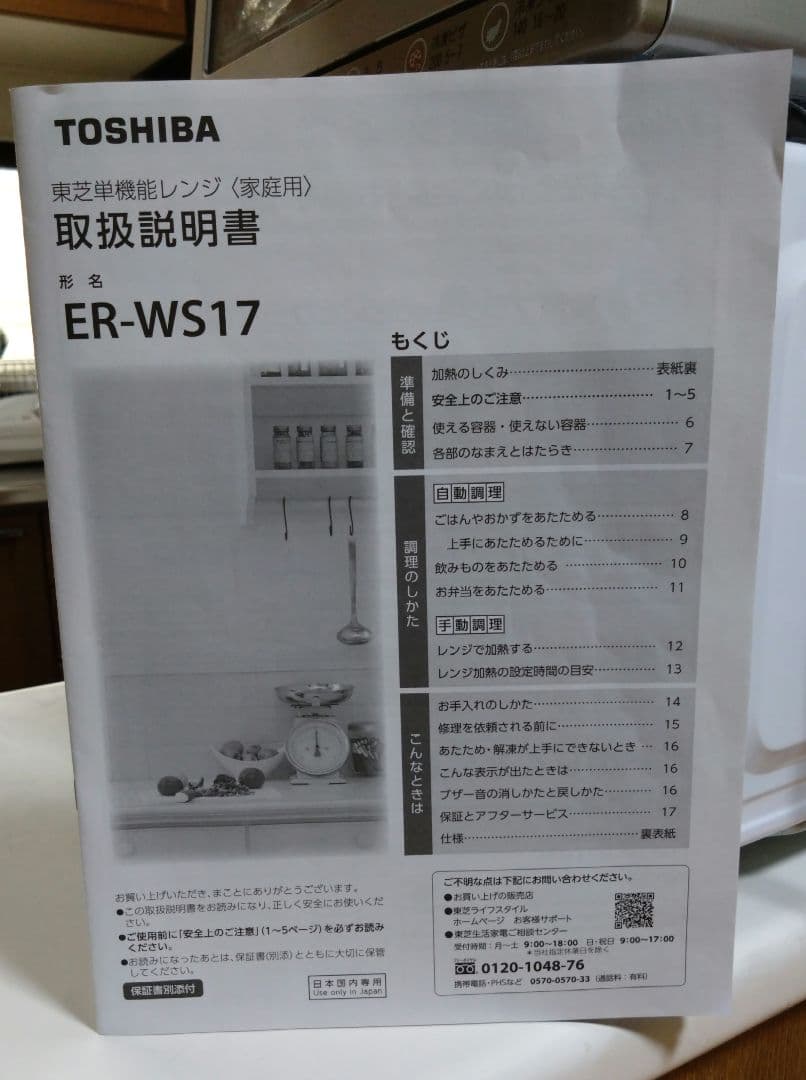 TOSHIBA
東芝単機能レンジ〈家庭用〉
取扱説明書
形 名
ER-WS17
もくじ
準備と確認
加熱のしくみ 表紙裏
安全上のご注意 1〜5
使える容器・使えない容器 6
各部のなまえとはたらき 7
調理のしかた
自動調理
ごはんやおかずをあたためる 8
上手にあたためるために 9
飲みものをあたためる 10
お弁当をあたためる 11
手動調理
レンジで加熱する 12
レンジ加熱の設定時間の目安 13
こんなときは
お手入れのしかた 14
修理を依頼される前に 15
あたため・解凍が上手にできないとき 16
こんな表示が出たときは 16
ブザー音の消しかたと戻しかた 16
保証とアフターサービス 17
仕様 裏表紙
お買い上げいただき、まことにありがとうございます。
●この取扱説明書をお読みになり、正しく安全にお使いくだ
さい。
●ご使用前に「安全上のご注意」(1〜5ページ)を必ずお読み
ください。
●お読みになったあとは、保証書(別添)とともに大切に保管
してください。
保証書別添付
日本国内専用
Use only in Japan
ご不明な点は下記にお問い合わせください。
●お買い上げの販売店
●東芝ライフスタイル
ホームページ お客様サポート
●東芝生活家電ご相談センター
受付時間：月〜土 9:00〜18:00 日・祝日 9:00〜17:00
*当社指定休業日を除く
0120-1048-76
携帯電話・PHSなど 0570-0570-33 (通話料：有料)